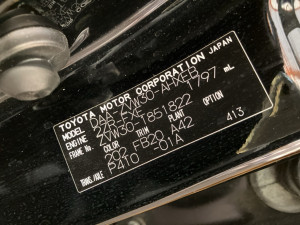 TOYOTA MOTOR CORPORATION JAPAN
MODEL DAA-ZVW30-AHXEB
ENGINE 2ZR-FXE 1797 mL
FRAME No. ZVW30-1851822
COLOR TRIM PLANT OPTION
202 FB20 A42 413
TRANS/AXLE P410 -01A